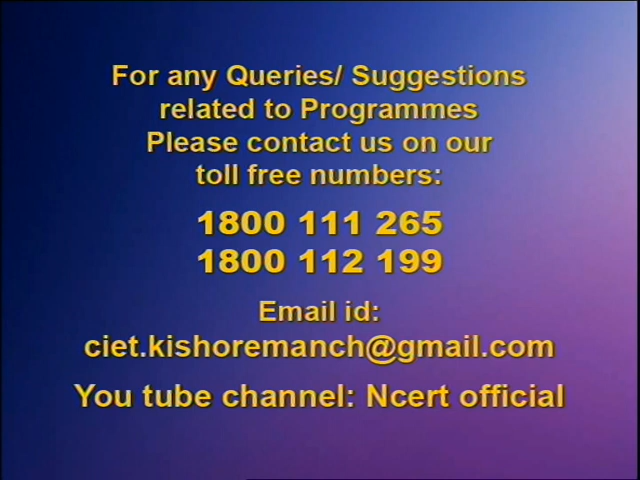 For any Queries/ Suggestions
related to Programmes
Please contact us on our
toll free numbers:
1800 111 265
1800 112 199
Email id:
ciet.kishoremanch@gmail.com
You tube channel: Ncert official